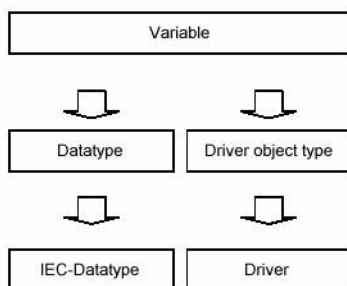 Variable
Datatype
Driver object type
IEC-Datatype
Driver